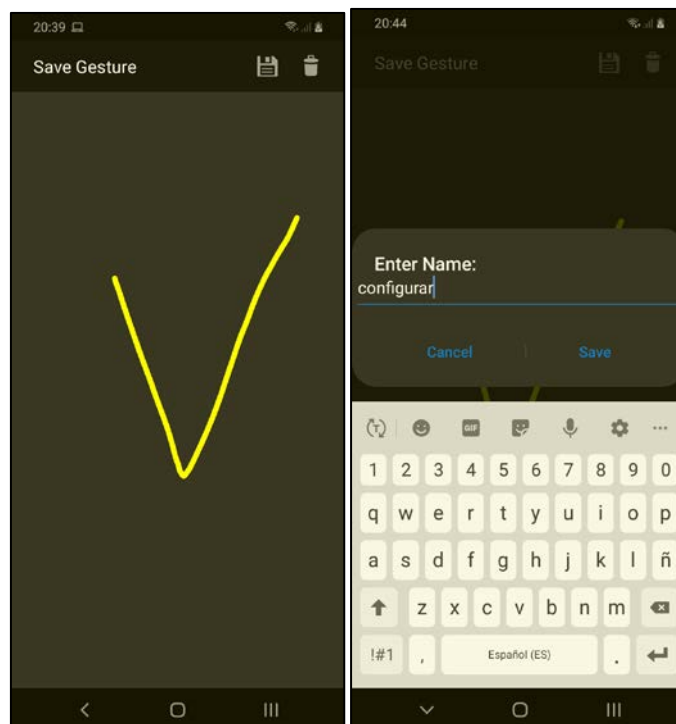 20:39
Save Gesture
20:44
Save Gesture
Enter Name:
configurar
Cancel
Save
GIF
1 2 3 4 5 6 7 8 9 0
q w e r t y u i o p
a s d f g h j k l ñ
z x c v b n m
!#1 , Español (ES) .